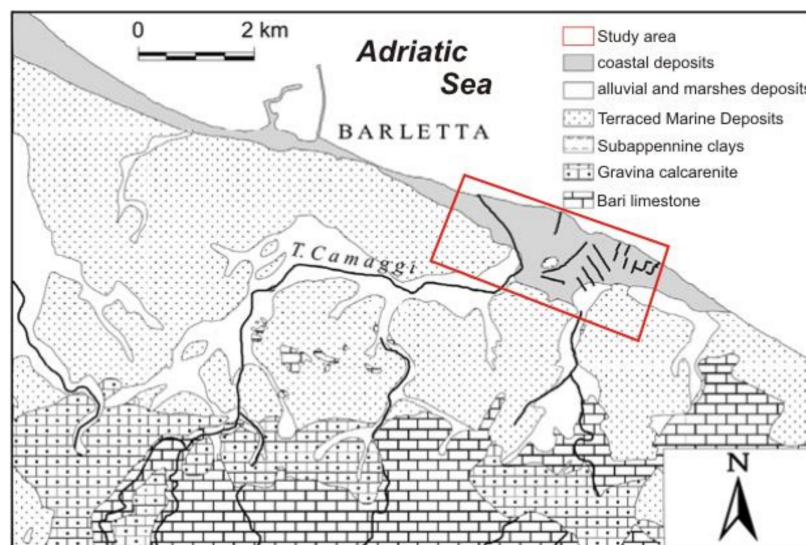 0 2 km
Adriatic
Sea
BARLETTA
T. Camaggi
Study area
coastal deposits
alluvial and marshes deposits
Terraced Marine Deposits
Subappennine clays
Gravina calcarenite
Bari limestone
N